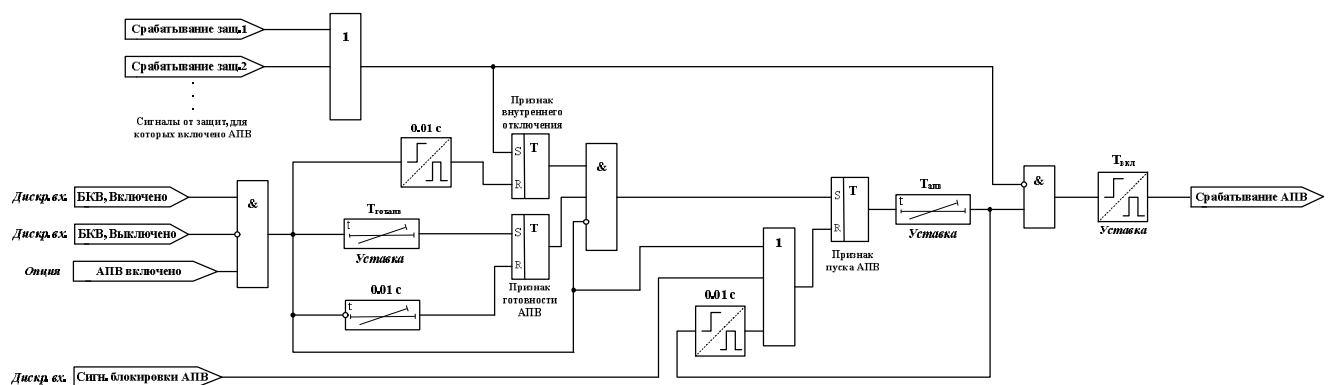 Срабатывание защ.1
1
Срабатывание защ.2
Сигналы от защит, для
которых включено АПВ
Признак
внутреннего
отключения
0.01 с
S
T
R
&
Tвкл
&
Дискр.вх.
БКВ, Включено
&
Tготапв
t
Уставка
S
T
R
Признак
готовности
АПВ
S
T
R
Признак
пуска АПВ
Tапв
t
Уставка
Уставка
Срабатывание АПВ
Дискр.вх.
БКВ, Выключено
1
Опция
АПВ включено
0.01 с
t
0.01 с
Дискр. вх.
Сигн. блокировки АПВ